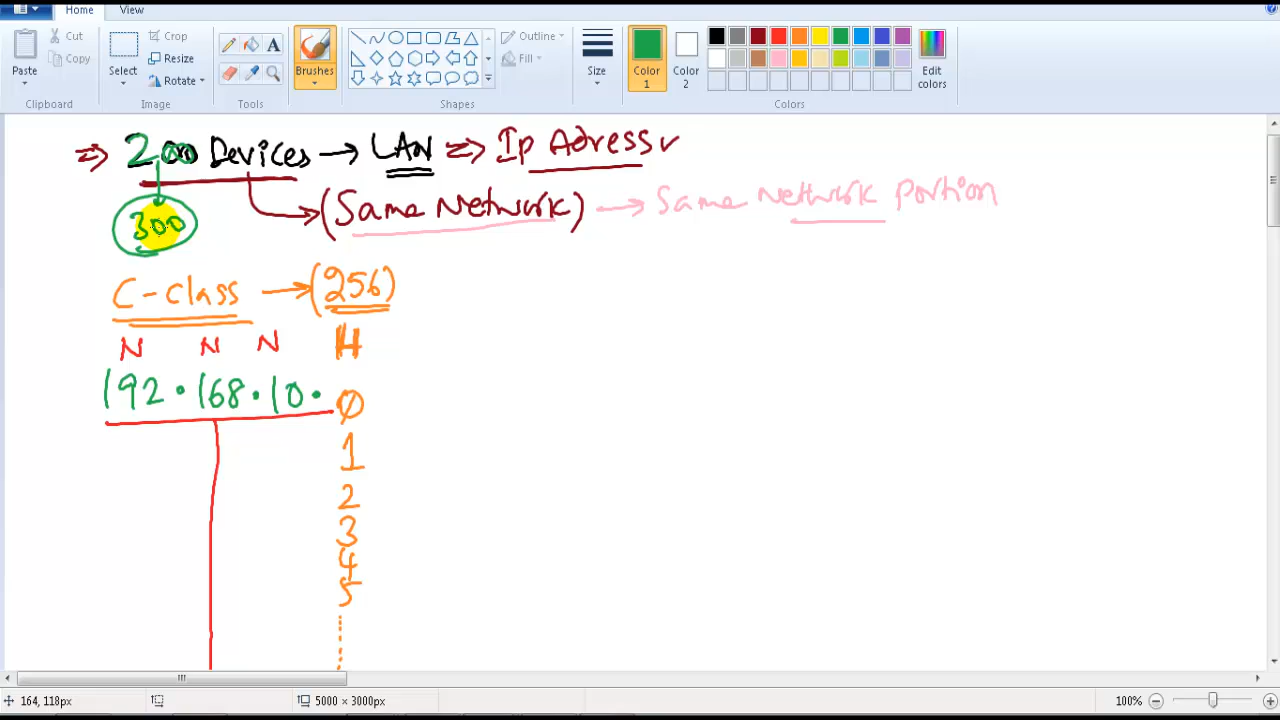 Home View
Cut
Copy
Paste
Clipboard
Crop
Resize
Rotate
Select
Image
Tools
Brushes
Outline
Fill
Shapes
Size
Color 1
Color 2
Edit colors
Colors
⇒ 200 Devices → LAN ⇒ Ip Adress
300
(Same Network) → Same Network Portion
C-class → (256)
N N N H
192.168.10. 0
1
2
3
4
5
164, 118px
5000 × 3000px
100%